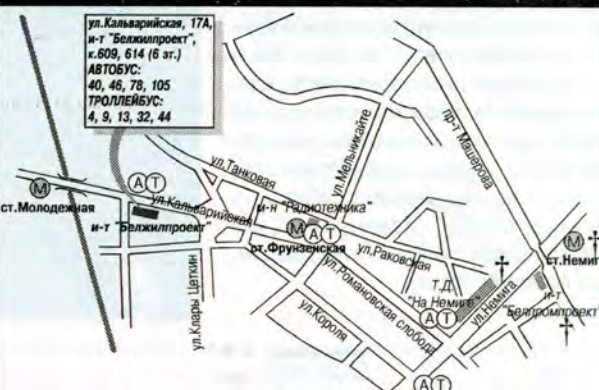 ул.Кальварийская, 17А,
и-т "Белжилпроект",
к.609, 614 (6 эт.)
АВТОБУС:
40, 46, 78, 105
ТРОЛЛЕЙБУС:
4, 9, 13, 32, 44
пр-т Машерова
ул.Мельникайте
ул.Танковая
М
А Т
ст.Молодежная
ул.Кальварийская
и-н "Радиотехника"
и-т "Белжилпроект"
М
А Т
ст.Фрунзенская
ул.Раковская
М
ст.Немига
ул.Клары Цеткин
ул.Романовская слобода
Т.Д.
"На Немиге"
ул.Немига
и-т
"Белпромпроект"
ул.Короля
А Т
А Т